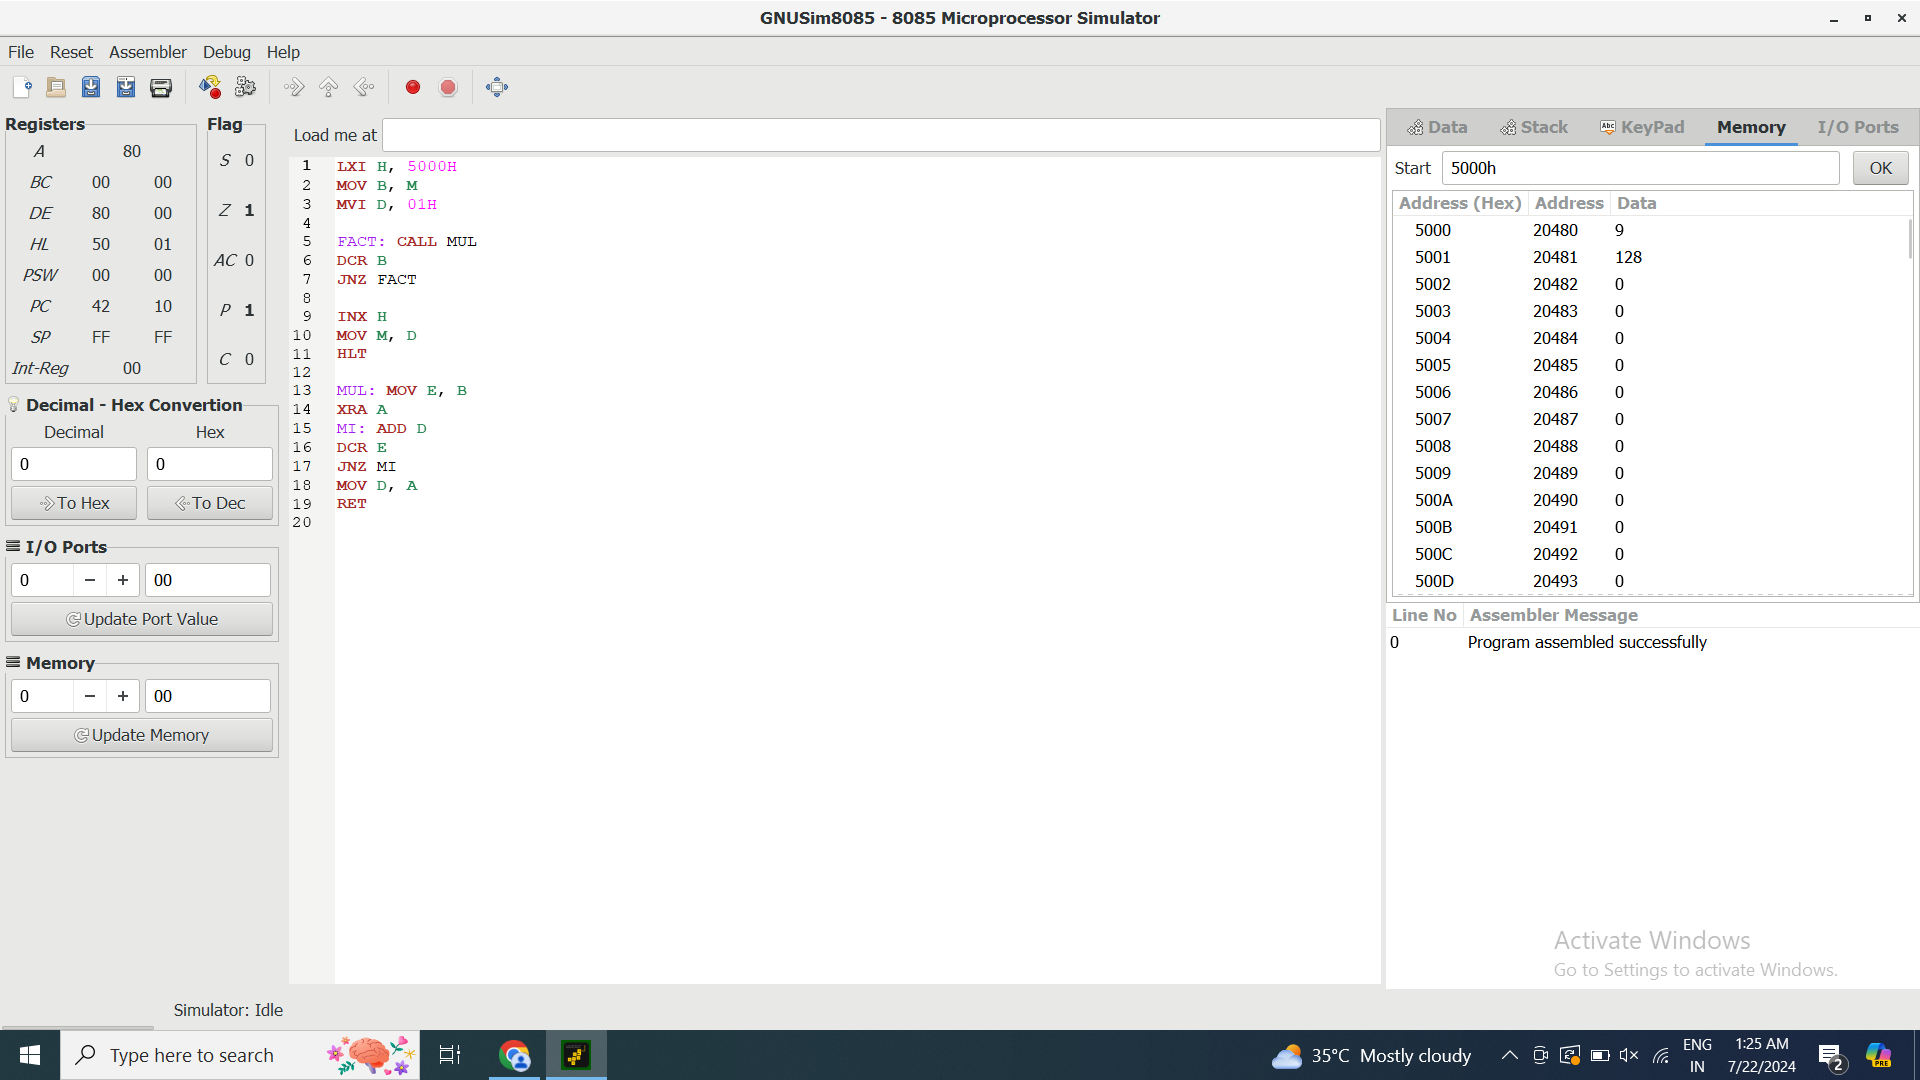 GNUSim8085 - 8085 Microprocessor Simulator
File Reset Assembler Debug Help
Registers
A 80
BC 00 00
DE 80 00
HL 50 01
PSW 00 00
PC 42 10
SP FF FF
Int-Reg 00
Flag
S 0
Z 1
AC 0
P 1
C 0
Decimal - Hex Convertion
Decimal Hex
0 0
To Hex To Dec
I/O Ports
0 − + 00
Update Port Value
Memory
0 − + 00
Update Memory
Load me at
1 LXI H, 5000H
2 MOV B, M
3 MVI D, 01H
4
5 FACT: CALL MUL
6 DCR B
7 JNZ FACT
8
9 INX H
10 MOV M, D
11 HLT
12
13 MUL: MOV E, B
14 XRA A
15 MI: ADD D
16 DCR E
17 JNZ MI
18 MOV D, A
19 RET
20
Data Stack Abc KeyPad Memory I/O Ports
Start 5000h OK
Address (Hex) Address Data
5000 20480 9
5001 20481 128
5002 20482 0
5003 20483 0
5004 20484 0
5005 20485 0
5006 20486 0
5007 20487 0
5008 20488 0
5009 20489 0
500A 20490 0
500B 20491 0
500C 20492 0
500D 20493 0
Line No Assembler Message
0 Program assembled successfully
Activate Windows
Go to Settings to activate Windows.
Simulator: Idle
Type here to search
35°C Mostly cloudy
ENG
IN
1:25 AM
7/22/2024
2
PRE